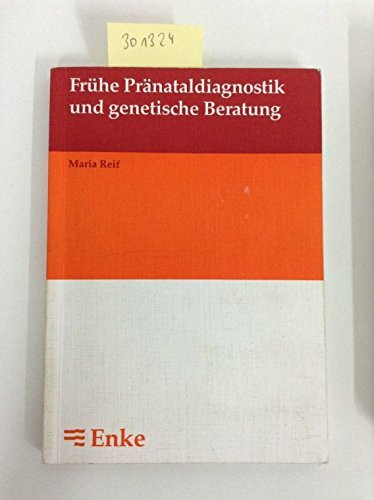 301324
Frühe Pränataldiagnostik
und genetische Beratung
Maria Reif
Enke